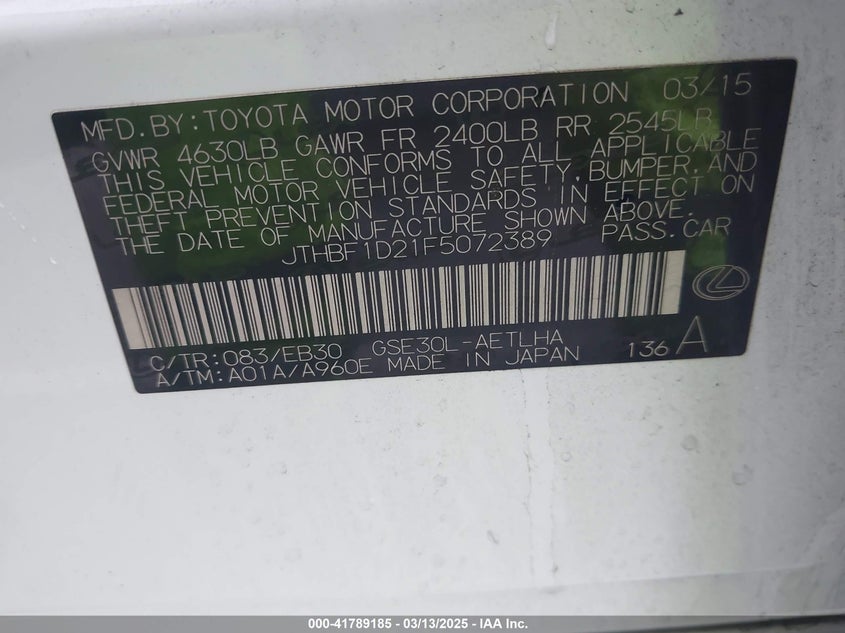 MFD.BY:TOYOTA MOTOR CORPORATION 03/15
GVWR 4630LB GAWR FR 2400LB RR 2545LB
THIS VEHICLE CONFORMS TO ALL APPLICABLE
FEDERAL MOTOR VEHICLE SAFETY,BUMPER,AND
THEFT PREVENTION STANDARDS IN EFFECT ON
THE DATE OF MANUFACTURE SHOWN ABOVE.
JTHBF1D21F5072389 PASS.CAR
C/TR:083/EB30 GSE30L-AETLHA
A/TM:A01A/A960E MADE IN JAPAN 136 A
000-41789185 - 03/13/2025 - IAAI.com